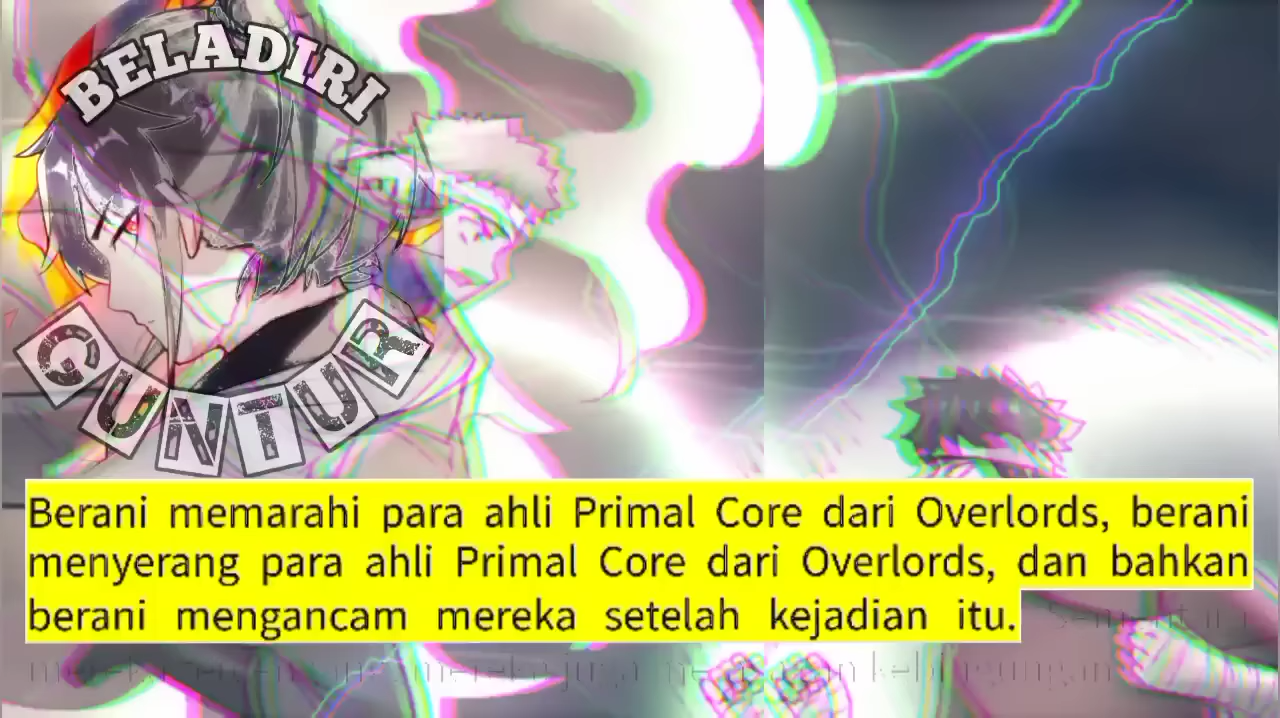 BELADIRI
GUNTUR
Berani memarahi para ahli Primal Core dari Overlords, berani
menyerang para ahli Primal Core dari Overlords, dan bahkan
berani mengancam mereka setelah kejadian itu.